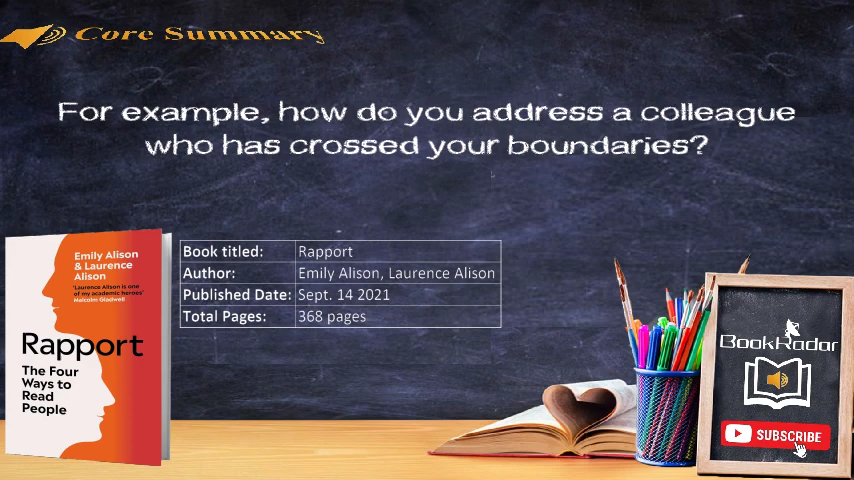 Core Summary
For example, how do you address a colleague
who has crossed your boundaries?
Emily Alison
& Laurence
Alison
'Laurence Alison is one
of my academic heroes'
Malcolm Gladwell
Rapport
The Four
Ways to
Read
People
Book titled: Rapport
Author: Emily Alison, Laurence Alison
Published Date: Sept. 14 2021
Total Pages: 368 pages
BookRadar
SUBSCRIBE